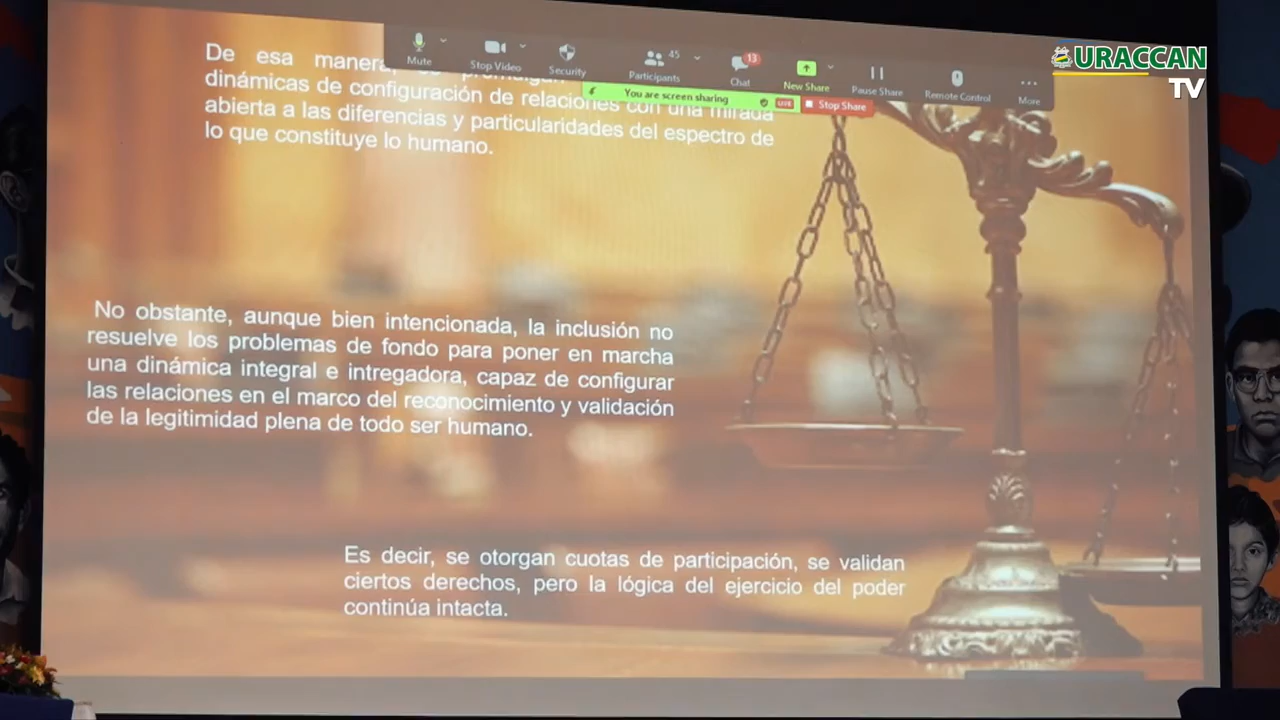 URACCAN
TV
Mute
Stop Video
Security
45
Participants
13
Chat
New Share
Pause Share
Remote Control
More
You are screen sharing
LIVE
Stop Share
De esa manera,
dinámicas de configuración de relaciones con una mirada
abierta a las diferencias y particularidades del espectro de
lo que constituye lo humano.
No obstante, aunque bien intencionada, la inclusión no
resuelve los problemas de fondo para poner en marcha
una dinámica integral e intregadora, capaz de configurar
las relaciones en el marco del reconocimiento y validación
de la legitimidad plena de todo ser humano.
Es decir, se otorgan cuotas de participación, se validan
ciertos derechos, pero la lógica del ejercicio del poder
continúa intacta.